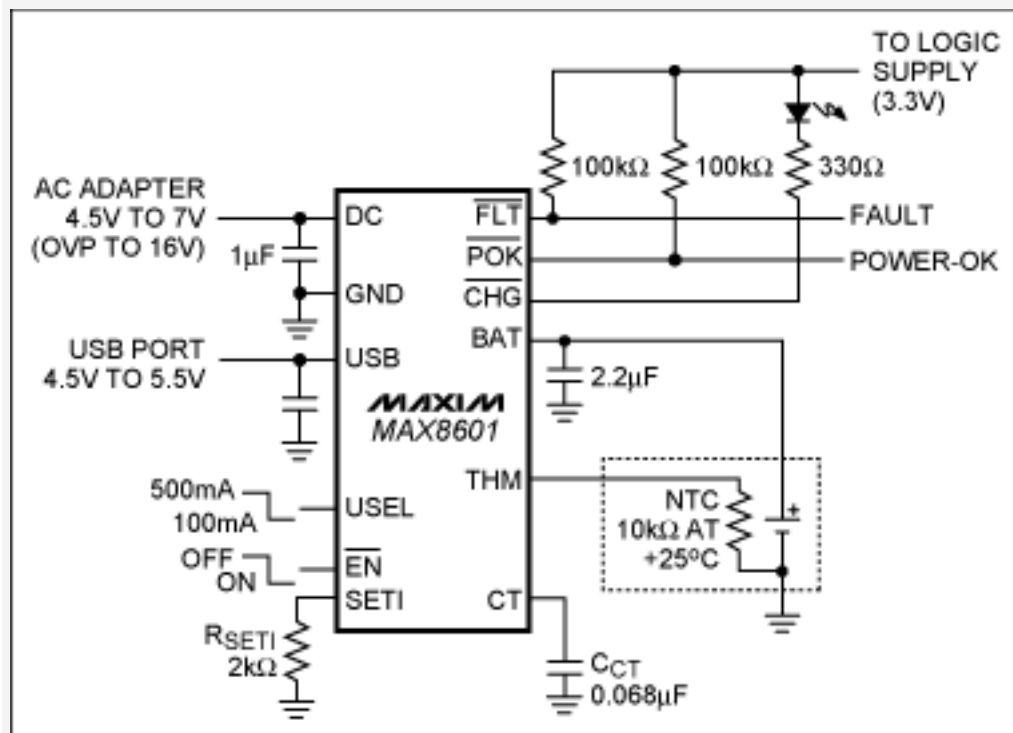 TO LOGIC
SUPPLY
(3.3V)
100kΩ
100kΩ
330Ω
AC ADAPTER
4.5V TO 7V
(OVP TO 16V)
1µF
DC
GND
FLT
POK
CHG
BAT
FAULT
POWER-OK
USB PORT
4.5V TO 5.5V
USB
2.2µF
MAXIM
MAX8601
THM
NTC
10kΩ AT
+25ºC
+
500mA
100mA
USEL
OFF
ON
EN
SETI
CT
RSETI
2kΩ
CCT
0.068µF